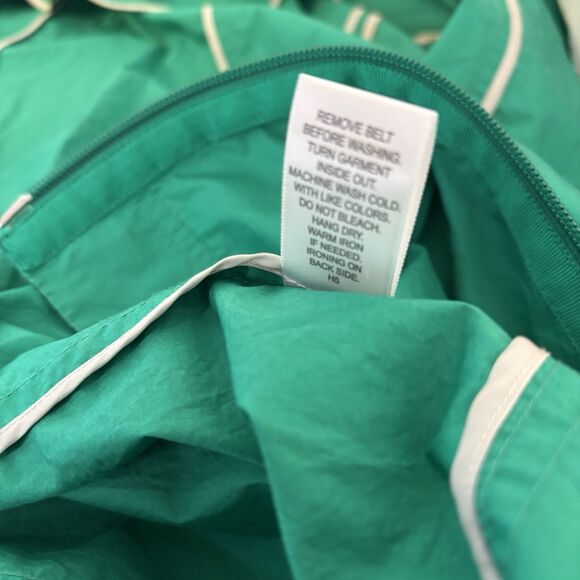 REMOVE BELT
BEFORE WASHING.
TURN GARMENT
INSIDE OUT.
MACHINE WASH COLD.
WITH LIKE COLORS.
DO NOT BLEACH.
HANG DRY.
WARM IRON
IF NEEDED.
IRONING ON
BACK SIDE.
HS